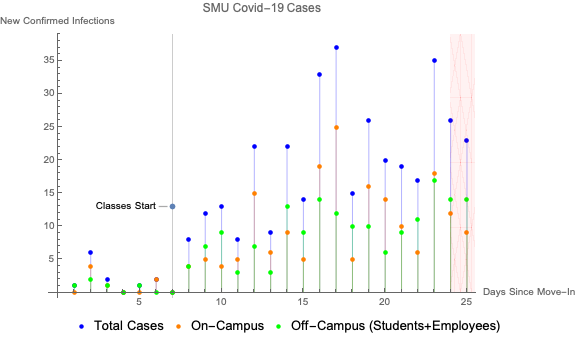 SMU Covid-19 Cases
New Confirmed Infections
35
30
25
20
15
Classes Start
10
5
5 10 15 20 25 Days Since Move-In
Total Cases On-Campus Off-Campus (Students+Employees)